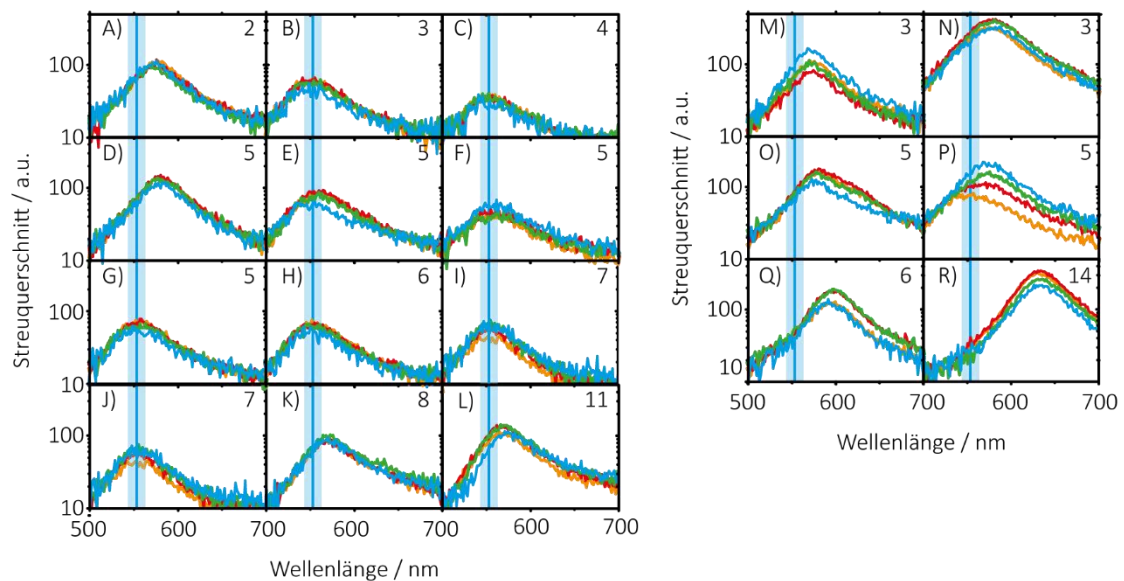 A) 2 B) 3 C) 4
100
10
D) 5 E) 5 F) 5
100
10
G) 5 H) 6 I) 7
100
10
J) 7 K) 8 L) 11
100
10
500 600 700 600 700 600 700
Wellenlänge / nm
Streuquerschnitt / a.u.
M) 3 N) 3
100
10
O) 5 P) 5
100
10
Q) 6 R) 14
100
10
500 600 700 600 700
Wellenlänge / nm
Streuquerschnitt / a.u.